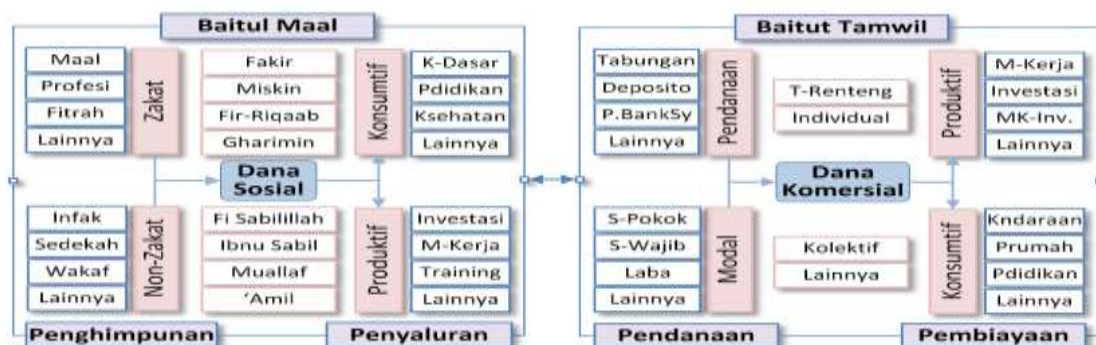 Baitul Maal
Maal
Profesi
Fitrah
Lainnya
Zakat
Fakir
Miskin
Fir-Riqaab
Gharimin
Konsumtif
K-Dasar
Pdidikan
Ksehatan
Lainnya
Dana
Sosial
Infak
Sedekah
Wakaf
Lainnya
Non-Zakat
Fi Sabilillah
Ibnu Sabil
Muallaf
‘Amil
Produktif
Investasi
M-Kerja
Training
Lainnya
Penghimpunan
Penyaluran
Baitut Tamwil
Tabungan
Deposito
P.BankSy
Lainnya
Pendanaan
T-Renteng
Individual
Produktif
M-Kerja
Investasi
MK-Inv.
Lainnya
Dana
Komersial
S-Pokok
S-Wajib
Laba
Lainnya
Modal
Kolektif
Lainnya
Konsumtif
Kndaraan
Prumah
Pdidikan
Lainnya
Pendanaan
Pembiayaan